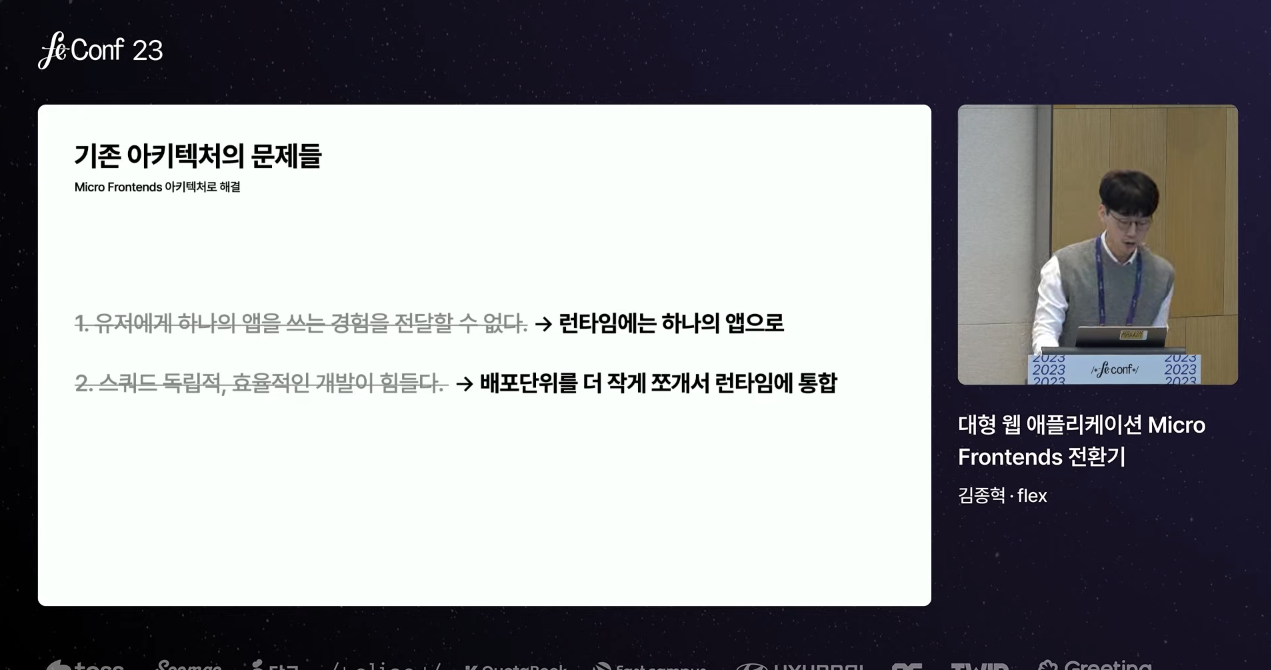 feConf 23
기존 아키텍처의 문제들
Micro Frontends 아키텍처로 해결
1. 유저에게 하나의 앱을 쓰는 경험을 전달할 수 없다. → 런타임에는 하나의 앱으로
2. 스쿼드 독립적, 효율적인 개발이 힘들다. → 배포단위를 더 작게 쪼개서 런타임에 통합
2023 2023
2023 /*feconf*/ 2023
2023 2023
대형 웹 애플리케이션 Micro
Frontends 전환기
김종혁 · flex
toss
QuotaBook
fastcampus
HYUNDAI
Greeting